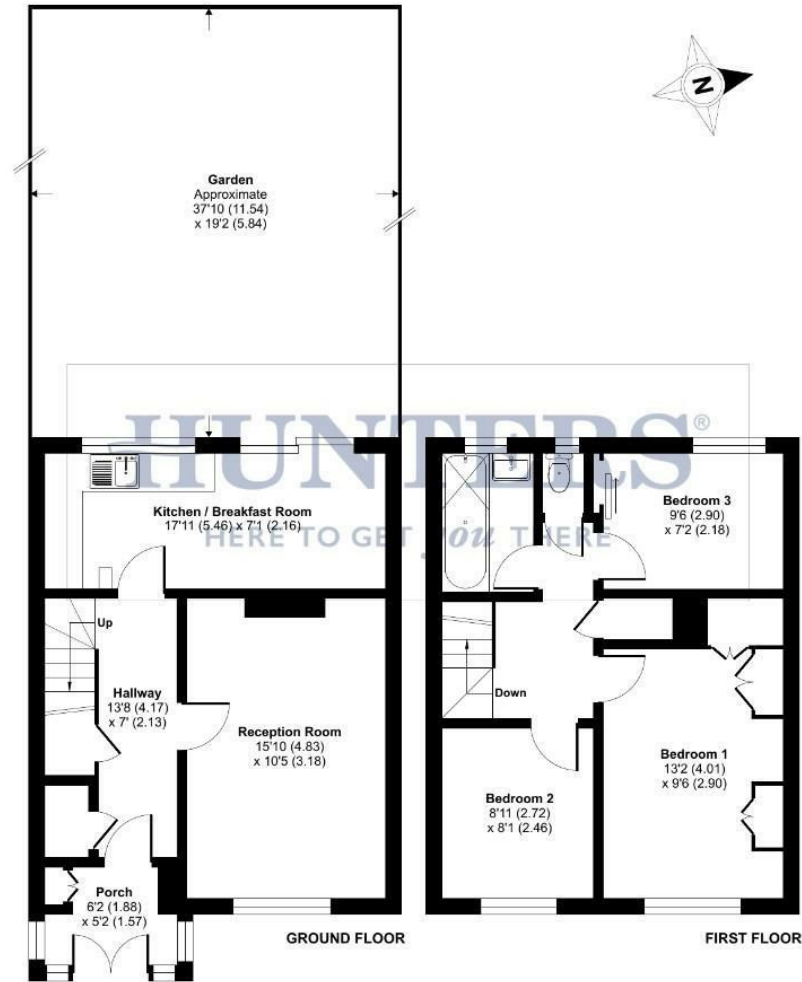 N
Garden
Approximate
37'10 (11.54)
x 19'2 (5.84)
HUNTERS®
HERE TO GET you THERE
Kitchen / Breakfast Room
17'11 (5.46) x 7'1 (2.16)
Bedroom 3
9'6 (2.90)
x 7'2 (2.18)
Up
Hallway
13'8 (4.17)
x 7' (2.13)
Reception Room
15'10 (4.83)
x 10'5 (3.18)
Down
Bedroom 1
13'2 (4.01)
x 9'6 (2.90)
Bedroom 2
8'11 (2.72)
x 8'1 (2.46)
Porch
6'2 (1.88)
x 5'2 (1.57)
GROUND FLOOR
FIRST FLOOR